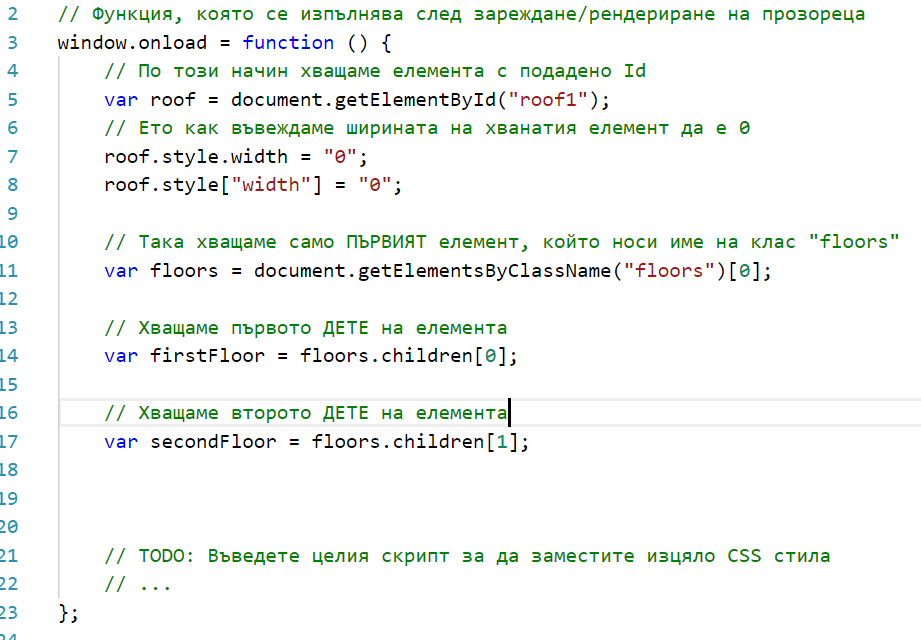 2 // Функция, която се изпълнява след зареждане/рендериране на прозореца
3 window.onload = function () {
4 // По този начин хващаме елемента с подадено Id
5 var roof = document.getElementById("roof1");
6 // Ето как въвеждаме ширината на хванатия елемент да е 0
7 roof.style.width = "0";
8 roof.style["width"] = "0";
9
10 // Така хващаме само ПЪРВИЯТ елемент, който носи име на клас "floors"
11 var floors = document.getElementsByClassName("floors")[0];
12
13 // Хващаме първото ДЕТЕ на елемента
14 var firstFloor = floors.children[0];
15
16 // Хващаме второто ДЕТЕ на елемента
17 var secondFloor = floors.children[1];
18
19
20
21 // TODO: Въведете целия скрипт за да заместите изцяло CSS стила
22 // ...
23 };
24